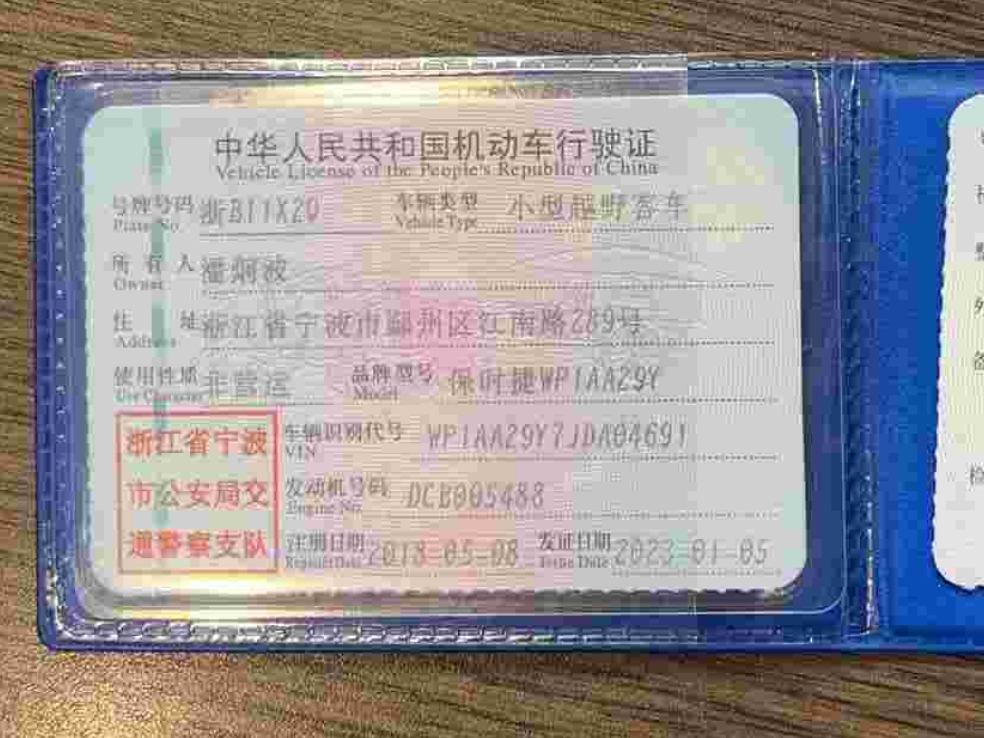 中华人民共和国机动车行驶证
Vehicle License of the People's Republic of China
号牌号码 浙B11X20 车辆类型 小型越野客车
Plate No. Vehicle Type
所有人 潘炯波
Owner
住址 浙江省宁波市鄞州区江南路289号
Address
使用性质 非营运 品牌型号 保时捷WP1AA29Y
Use Character Model
浙江省宁波 车辆识别代号 WP1AA29Y7JDA04691
VIN
市公安局交 发动机号码 DCB005488
Engine No.
通警察支队 注册日期 2018-05-08 发证日期 2023-01-05
Register Date Issue Date